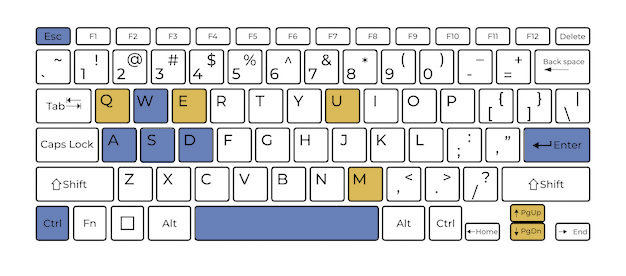 Esc F1 F2 F3 F4 F5 F6 F7 F8 F9 F10 F11 F12 Delete
~ ` ! 1 @ 2 # 3 $ 4 % 5 ^ 6 & 7 * 8 ( 9 ) 0 _ - + = Back space
Tab Q W E R T Y U I O P { [ } ] | \
Caps Lock A S D F G H J K L : ; " , Enter
Shift Z X C V B N M < , > . ? / Shift
Ctrl Fn Alt Alt Ctrl Home PgUp PgDn End